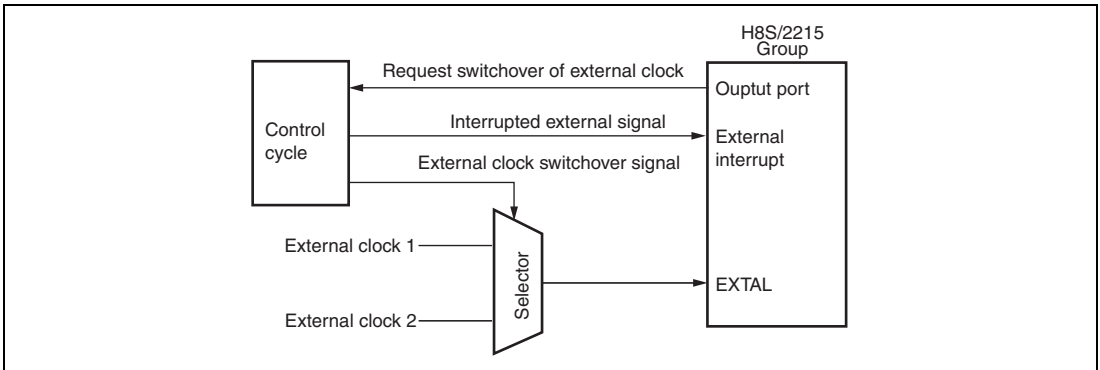 H8S/2215
Group
Request switchover of external clock
Ouptut port
Control
cycle
Interrupted external signal
External
interrupt
External clock switchover signal
External clock 1
Selector
EXTAL
External clock 2